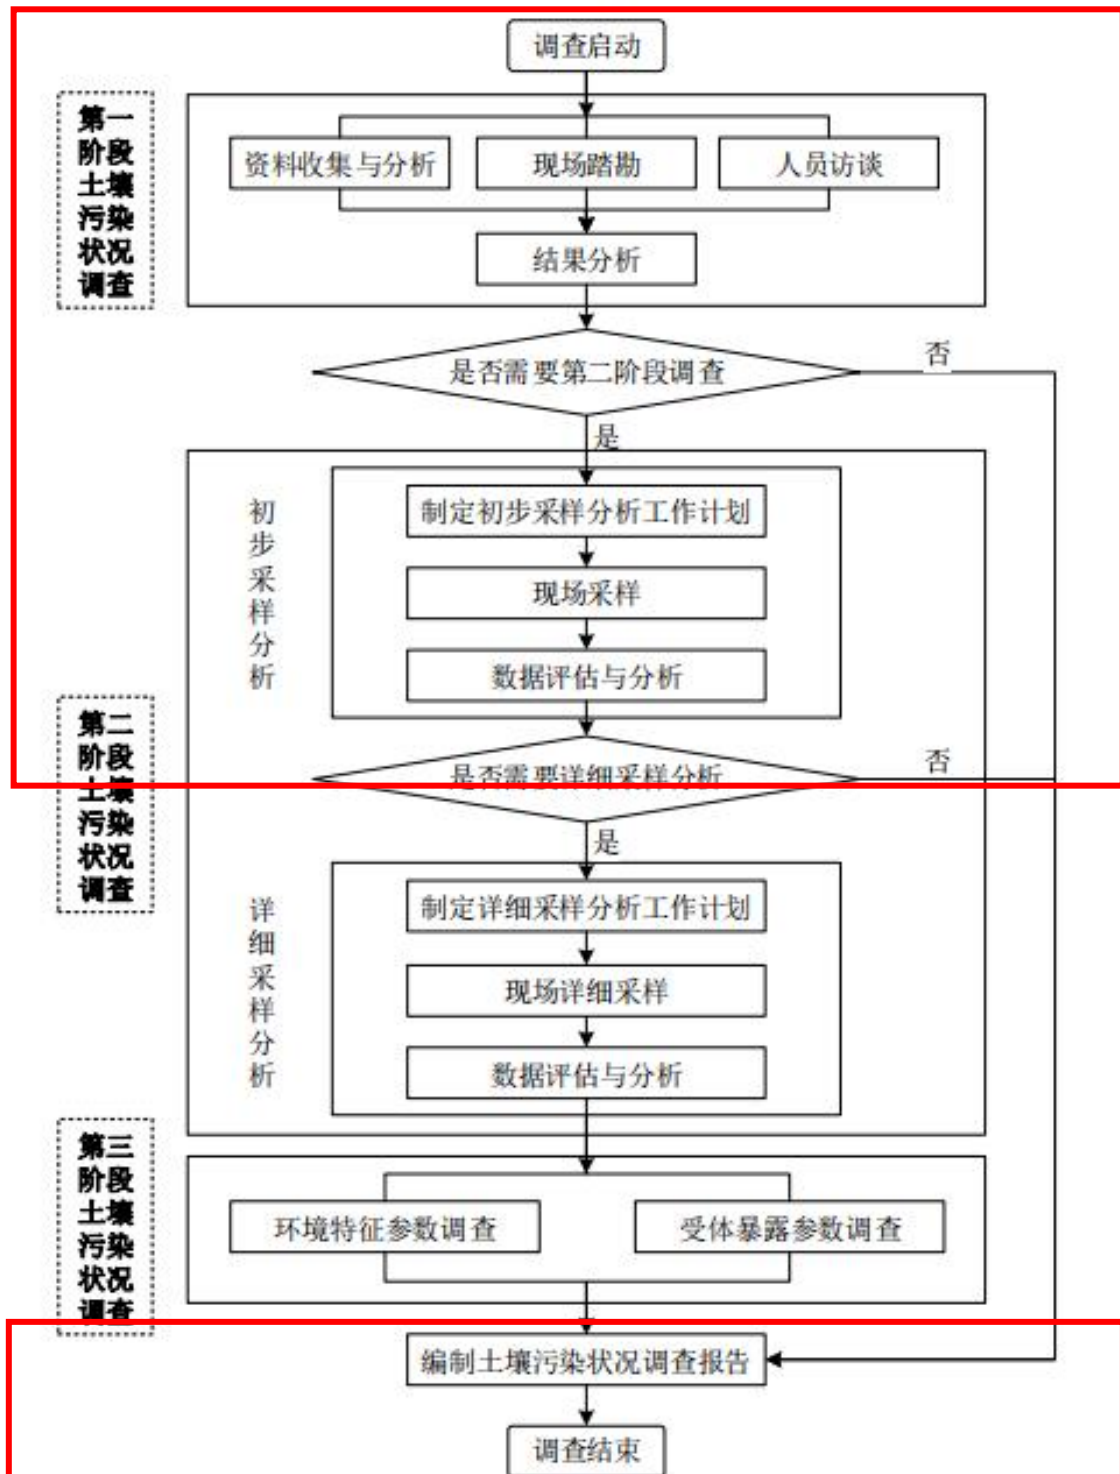 调查启动
第一
阶段
土壤
污染
状况
调查
资料收集与分析
现场踏勘
人员访谈
结果分析
是否需要第二阶段调查
否
是
初步采样分析
制定初步采样分析工作计划
现场采样
数据评估与分析
第二
阶段
土壤
污染
状况
调查
是否需要详细采样分析
否
是
详细采样分析
制定详细采样分析工作计划
现场详细采样
数据评估与分析
第三
阶段
土壤
污染
状况
调查
环境特征参数调查
受体暴露参数调查
编制土壤污染状况调查报告
调查结束